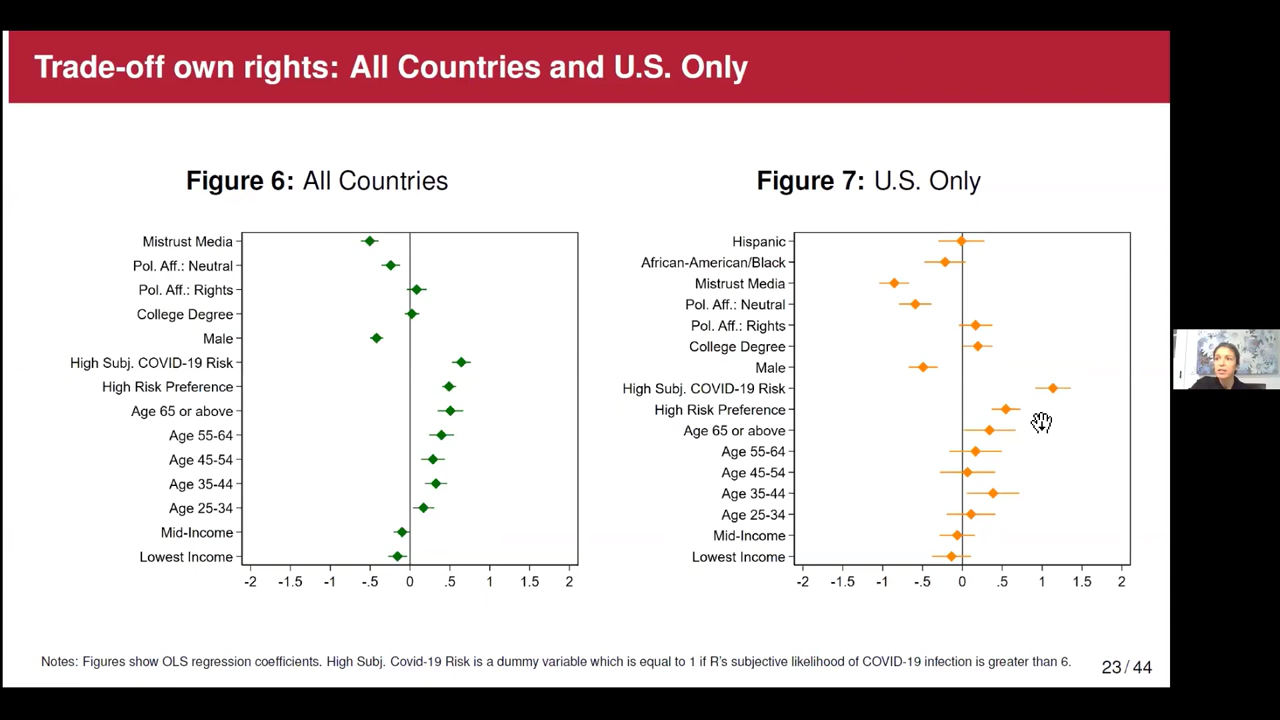 Trade-off own rights: All Countries and U.S. Only
Figure 6: All Countries
Mistrust Media
Pol. Aff.: Neutral
Pol. Aff.: Rights
College Degree
Male
High Subj. COVID-19 Risk
High Risk Preference
Age 65 or above
Age 55-64
Age 45-54
Age 35-44
Age 25-34
Mid-Income
Lowest Income
-2 -1.5 -1 -.5 0 .5 1 1.5 2
Figure 7: U.S. Only
Hispanic
African-American/Black
Mistrust Media
Pol. Aff.: Neutral
Pol. Aff.: Rights
College Degree
Male
High Subj. COVID-19 Risk
High Risk Preference
Age 65 or above
Age 55-64
Age 45-54
Age 35-44
Age 25-34
Mid-Income
Lowest Income
-2 -1.5 -1 -.5 0 .5 1 1.5 2
Notes: Figures show OLS regression coefficients. High Subj. Covid-19 Risk is a dummy variable which is equal to 1 if R's subjective likelihood of COVID-19 infection is greater than 6.
23 / 44